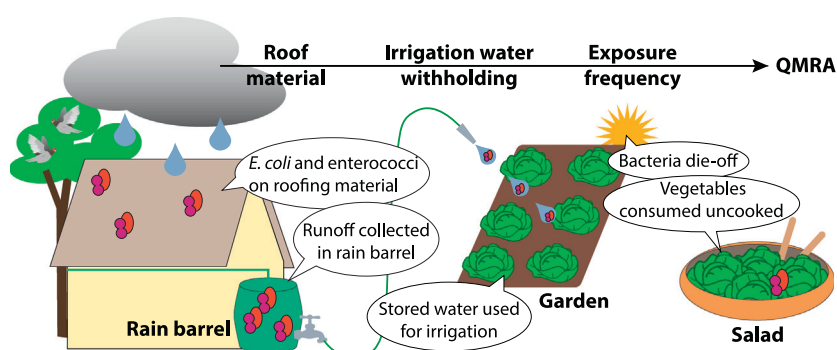 Roof
material
Irrigation water
withholding
Exposure
frequency
QMRA
E. coli and enterococci
on roofing material
Bacteria die-off
Vegetables
consumed uncooked
Runoff collected
in rain barrel
Stored water used
for irrigation
Garden
Rain barrel
Salad